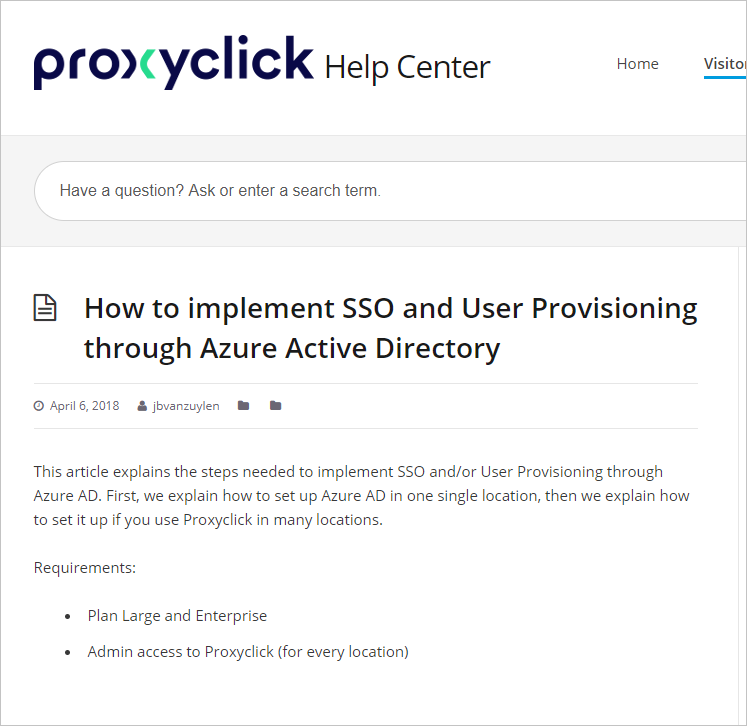 proxyclick Help Center
Home
Visito
Have a question? Ask or enter a search term.
How to implement SSO and User Provisioning
through Azure Active Directory
April 6, 2018 jbvanzuylen
This article explains the steps needed to implement SSO and/or User Provisioning through
Azure AD. First, we explain how to set up Azure AD in one single location, then we explain how
to set it up if you use Proxyclick in many locations.
Requirements:
• Plan Large and Enterprise
• Admin access to Proxyclick (for every location)